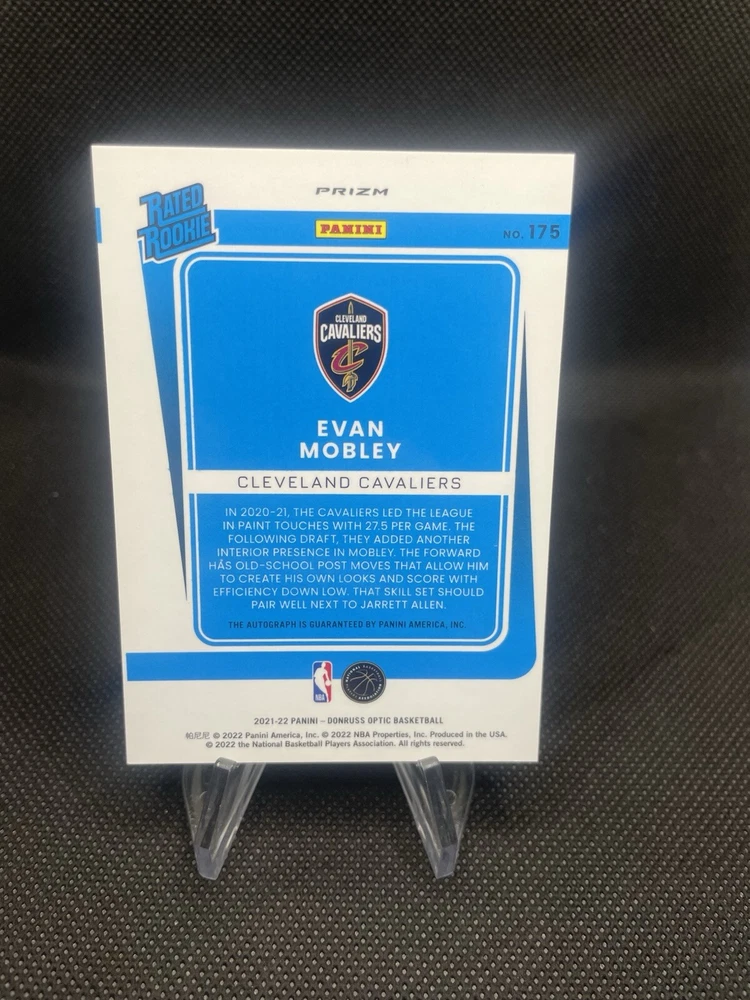 PRIZM
RATED
ROOKIE
PANINI
NO. 175
CLEVELAND
CAVALIERS
C
EVAN
MOBLEY
CLEVELAND CAVALIERS
IN 2020-21, THE CAVALIERS LED THE LEAGUE
IN PAINT TOUCHES WITH 27.5 PER GAME. THE
FOLLOWING DRAFT, THEY ADDED ANOTHER
INTERIOR PRESENCE IN MOBLEY. THE FORWARD
HAS OLD-SCHOOL POST MOVES THAT ALLOW HIM
TO CREATE HIS OWN LOOKS AND SCORE WITH
EFFICIENCY DOWN LOW. THAT SKILL SET SHOULD
PAIR WELL NEXT TO JARRETT ALLEN.
THE AUTOGRAPH IS GUARANTEED BY PANINI AMERICA, INC.
NBA
2021-22 PANINI – DONRUSS OPTIC BASKETBALL
帕尼尼 © 2022 Panini America, Inc. © 2022 NBA Properties, Inc. Produced in the USA.
© 2022 the National Basketball Players Association. All rights reserved.